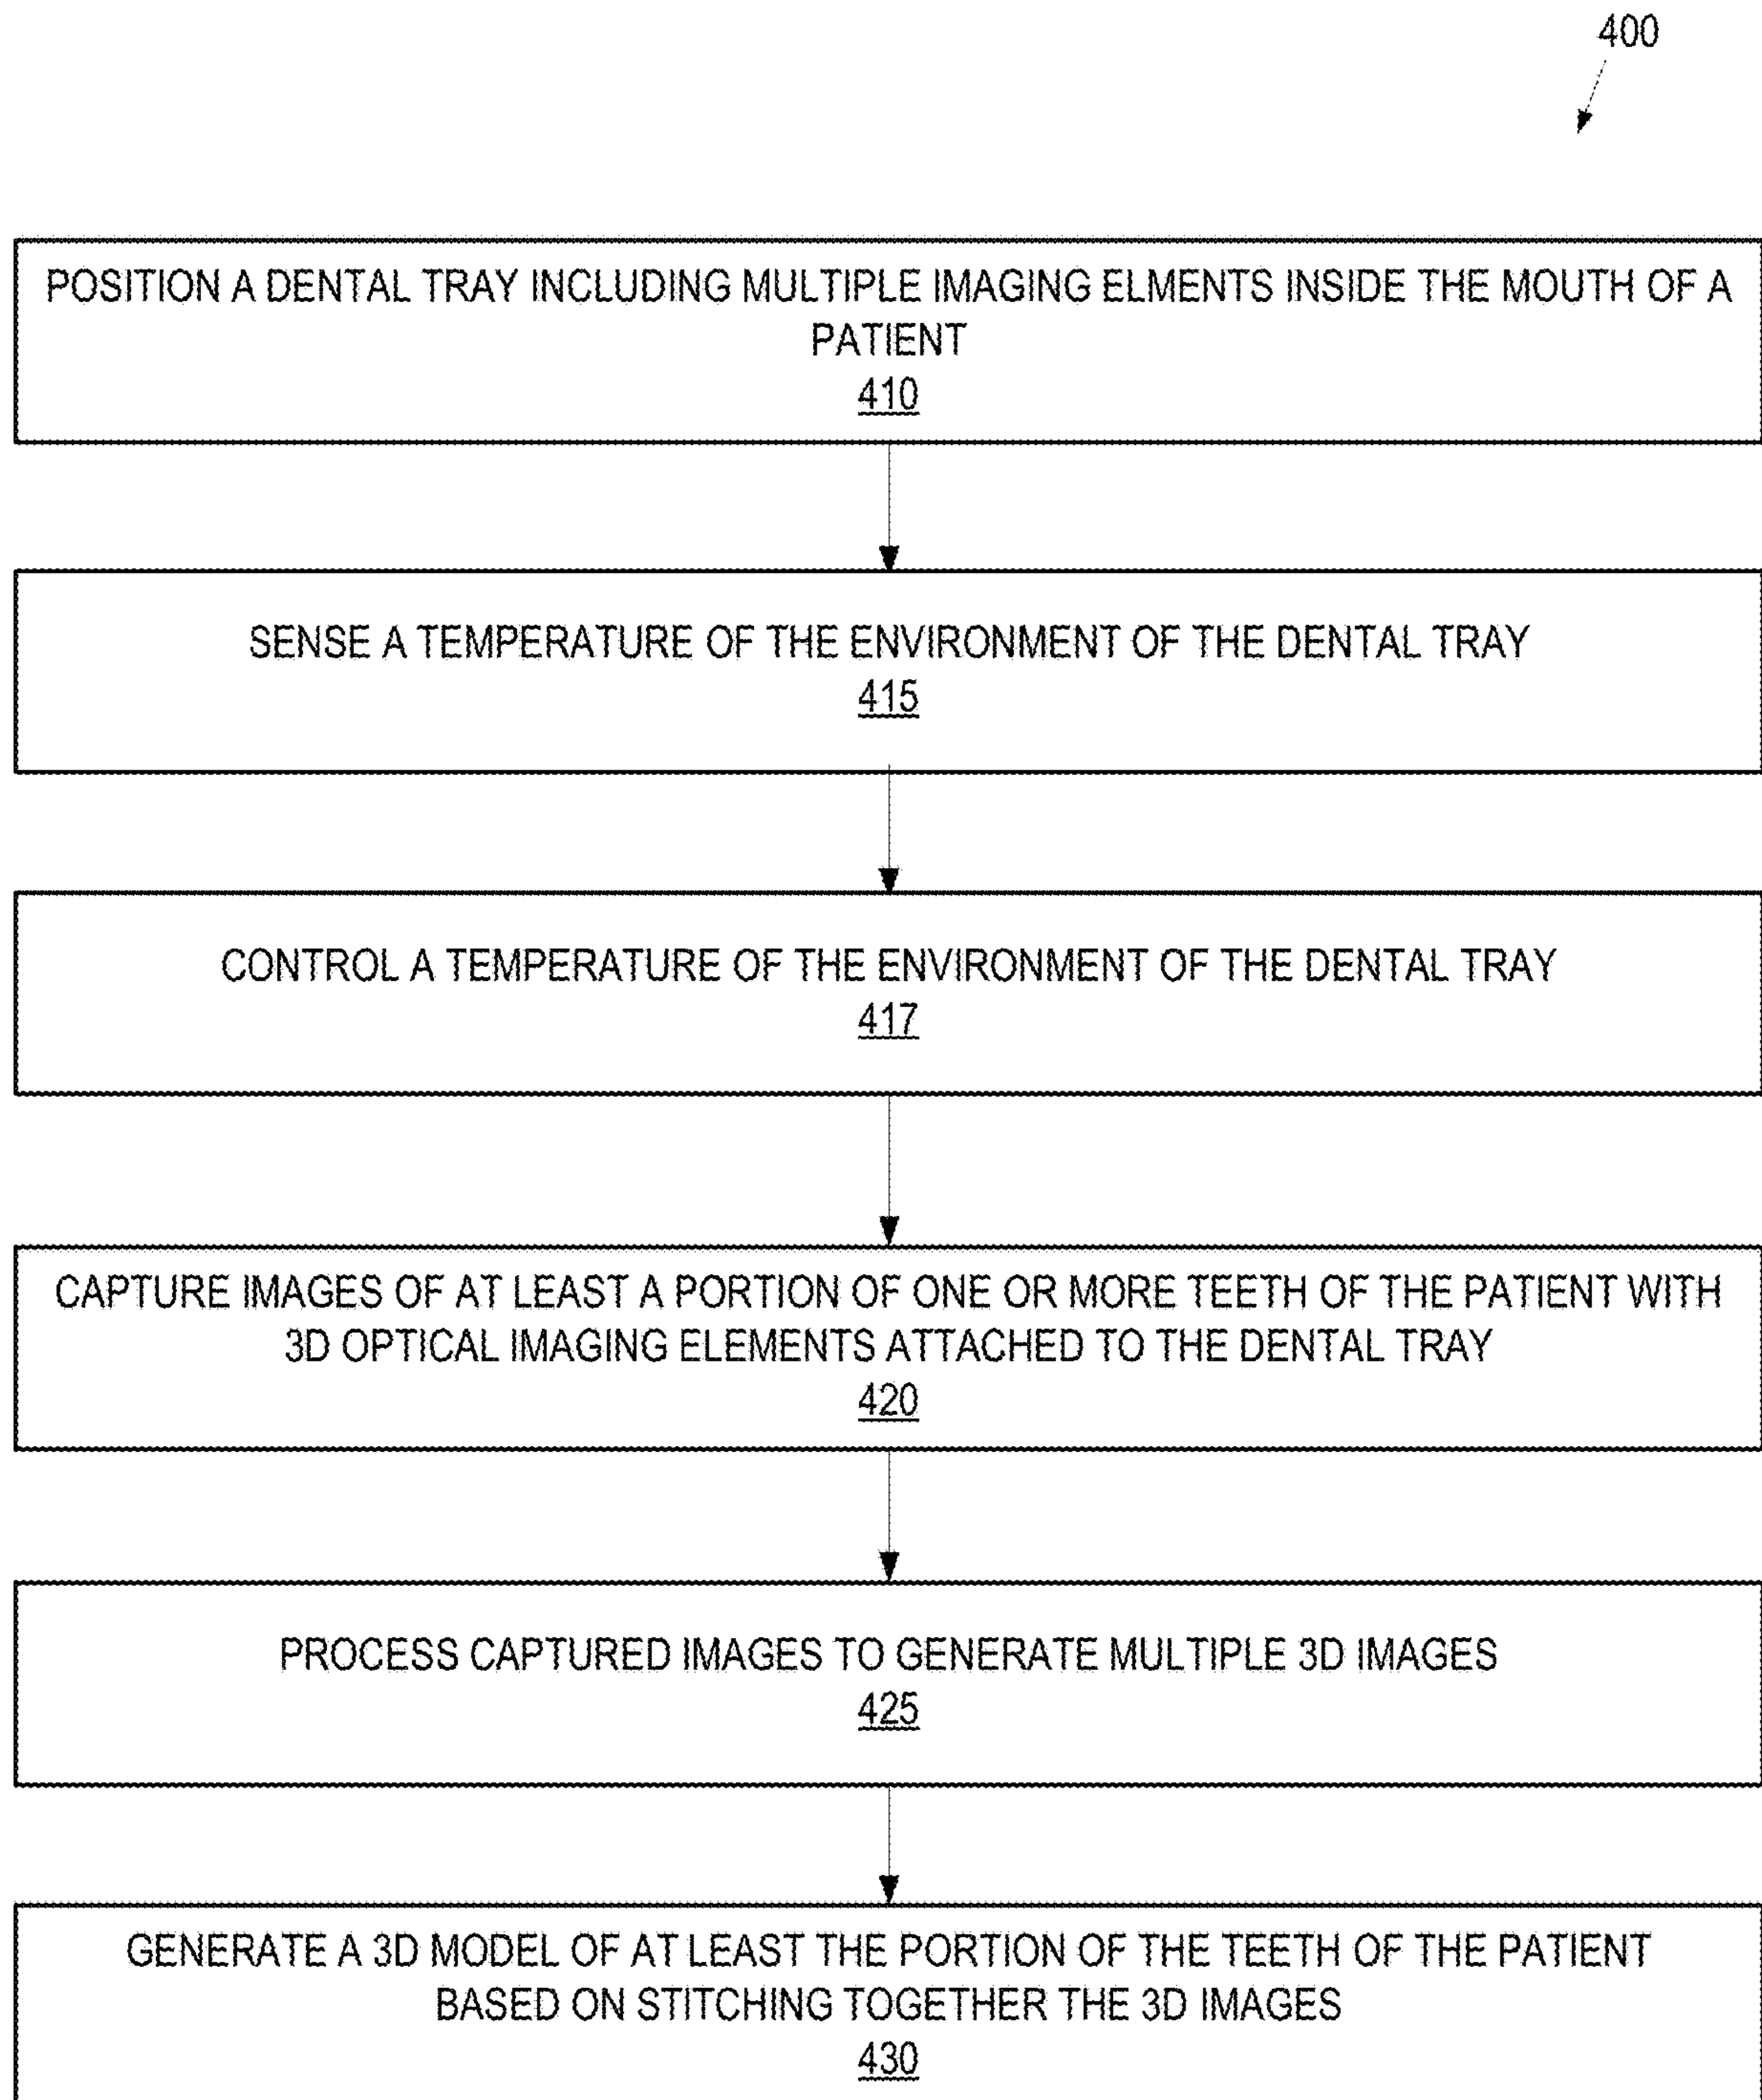 400
POSITION A DENTAL TRAY INCLUDING MULTIPLE IMAGING ELMENTS INSIDE THE MOUTH OF A
PATIENT
410
SENSE A TEMPERATURE OF THE ENVIRONMENT OF THE DENTAL TRAY
415
CONTROL A TEMPERATURE OF THE ENVIRONMENT OF THE DENTAL TRAY
417
CAPTURE IMAGES OF AT LEAST A PORTION OF ONE OR MORE TEETH OF THE PATIENT WITH
3D OPTICAL IMAGING ELEMENTS ATTACHED TO THE DENTAL TRAY
420
PROCESS CAPTURED IMAGES TO GENERATE MULTIPLE 3D IMAGES
425
GENERATE A 3D MODEL OF AT LEAST THE PORTION OF THE TEETH OF THE PATIENT
BASED ON STITCHING TOGETHER THE 3D IMAGES
430